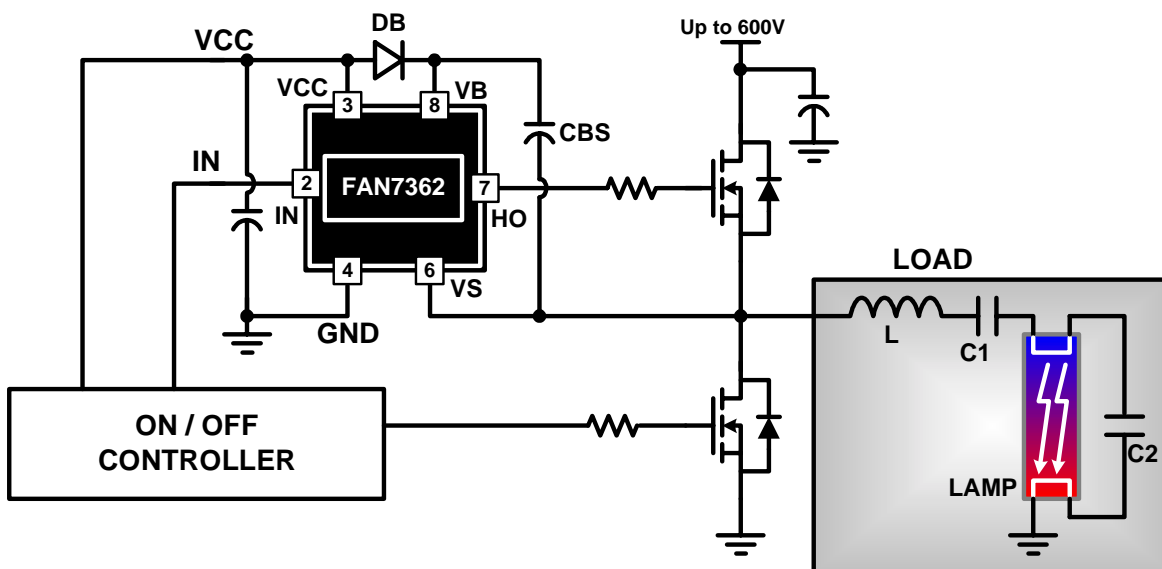 DB
Up to 600V
VCC
VCC
3
8
VB
CBS
IN
2
FAN7362
7
IN
HO
4
6
VS
GND
LOAD
L
C1
C2
LAMP
ON / OFF
CONTROLLER